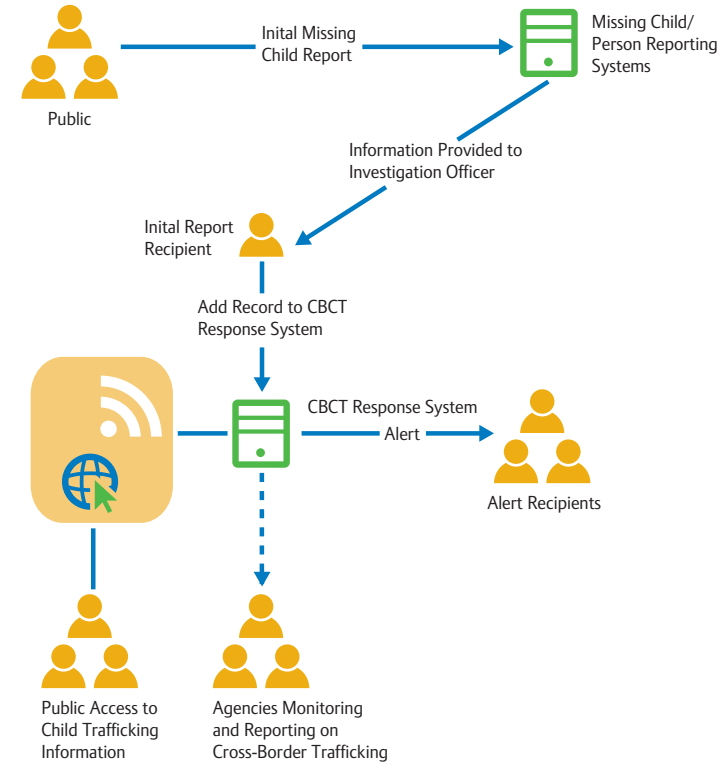 Inital Missing
Child Report
Missing Child/
Person Reporting
Systems
Public
Information Provided to
Investigation Officer
Inital Report
Recipient
Add Record to CBCT
Response System
CBCT Response System
Alert
Alert Recipients
Public Access to
Child Trafficking
Information
Agencies Monitoring
and Reporting on
Cross-Border Trafficking